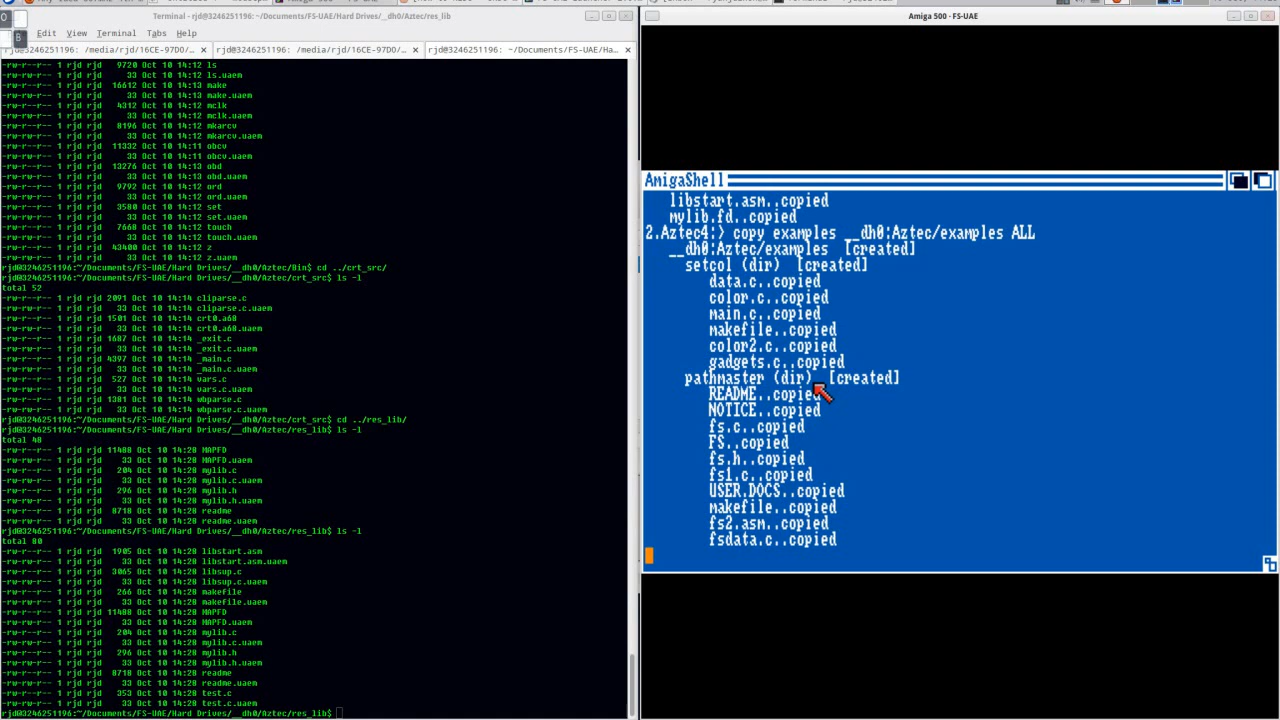 Terminal - rjd@3246251196: ~/Documents/FS-UAE/Hard Drives/__dh0/Aztec/res_lib
Edit View Terminal Tabs Help
rjd@3246251196: /media/rjd/16CE-97D0/... × rjd@3246251196: /media/rjd/16CE-97D0/... × rjd@3246251196: ~/Documents/FS-UAE/Ha... ×
-rw-r--r-- 1 rjd rjd 9720 Oct 10 14:12 ls
-rw-rw-r-- 1 rjd rjd 33 Oct 10 14:12 ls.uaem
-rw-r--r-- 1 rjd rjd 16612 Oct 10 14:13 make
-rw-rw-r-- 1 rjd rjd 33 Oct 10 14:12 make.uaem
-rw-r--r-- 1 rjd rjd 4312 Oct 10 14:12 mclk
-rw-rw-r-- 1 rjd rjd 33 Oct 10 14:12 mclk.uaem
-rw-r--r-- 1 rjd rjd 8196 Oct 10 14:12 mkarcv
-rw-rw-r-- 1 rjd rjd 33 Oct 10 14:12 mkarcv.uaem
-rw-r--r-- 1 rjd rjd 11332 Oct 10 14:11 obcv
-rw-rw-r-- 1 rjd rjd 33 Oct 10 14:11 obcv.uaem
-rw-r--r-- 1 rjd rjd 13276 Oct 10 14:13 obd
-rw-rw-r-- 1 rjd rjd 33 Oct 10 14:13 obd.uaem
-rw-r--r-- 1 rjd rjd 9792 Oct 10 14:12 ord
-rw-rw-r-- 1 rjd rjd 33 Oct 10 14:12 ord.uaem
-rw-r--r-- 1 rjd rjd 3580 Oct 10 14:12 set
-rw-rw-r-- 1 rjd rjd 33 Oct 10 14:12 set.uaem
-rw-r--r-- 1 rjd rjd 7668 Oct 10 14:12 touch
-rw-rw-r-- 1 rjd rjd 33 Oct 10 14:12 touch.uaem
-rw-r--r-- 1 rjd rjd 43400 Oct 10 14:12 z
-rw-rw-r-- 1 rjd rjd 33 Oct 10 14:12 z.uaem
rjd@3246251196:~/Documents/FS-UAE/Hard Drives/__dh0/Aztec/Bin$ cd ../crt_src/
rjd@3246251196:~/Documents/FS-UAE/Hard Drives/__dh0/Aztec/crt_src$ ls -l
total 52
-rw-rw-r-- 1 rjd rjd 2091 Oct 10 14:14 cliparse.c
-rw-rw-r-- 1 rjd rjd 33 Oct 10 14:14 cliparse.c.uaem
-rw-rw-r-- 1 rjd rjd 1501 Oct 10 14:14 crt0.a68
-rw-rw-r-- 1 rjd rjd 33 Oct 10 14:14 crt0.a68.uaem
-rw-rw-r-- 1 rjd rjd 1687 Oct 10 14:14 _exit.c
-rw-rw-r-- 1 rjd rjd 33 Oct 10 14:14 _exit.c.uaem
-rw-rw-r-- 1 rjd rjd 4397 Oct 10 14:14 _main.c
-rw-rw-r-- 1 rjd rjd 33 Oct 10 14:14 _main.c.uaem
-rw-rw-r-- 1 rjd rjd 527 Oct 10 14:14 vars.c
-rw-rw-r-- 1 rjd rjd 33 Oct 10 14:14 vars.c.uaem
-rw-rw-r-- 1 rjd rjd 1381 Oct 10 14:14 wbparse.c
-rw-rw-r-- 1 rjd rjd 33 Oct 10 14:14 wbparse.c.uaem
rjd@3246251196:~/Documents/FS-UAE/Hard Drives/__dh0/Aztec/crt_src$ cd ../res_lib/
rjd@3246251196:~/Documents/FS-UAE/Hard Drives/__dh0/Aztec/res_lib$ ls -l
total 48
-rw-rw-r-- 1 rjd rjd 11488 Oct 10 14:28 MAPFD
-rw-rw-r-- 1 rjd rjd 33 Oct 10 14:28 MAPFD.uaem
-rw-rw-r-- 1 rjd rjd 204 Oct 10 14:28 mylib.c
-rw-rw-r-- 1 rjd rjd 33 Oct 10 14:28 mylib.c.uaem
-rw-rw-r-- 1 rjd rjd 296 Oct 10 14:28 mylib.h
-rw-rw-r-- 1 rjd rjd 33 Oct 10 14:28 mylib.h.uaem
-rw-rw-r-- 1 rjd rjd 8718 Oct 10 14:28 readme
-rw-rw-r-- 1 rjd rjd 33 Oct 10 14:28 readme.uaem
rjd@3246251196:~/Documents/FS-UAE/Hard Drives/__dh0/Aztec/res_lib$ ls -l
total 80
-rw-rw-r-- 1 rjd rjd 1905 Oct 10 14:28 libstart.asm
-rw-rw-r-- 1 rjd rjd 33 Oct 10 14:28 libstart.asm.uaem
-rw-rw-r-- 1 rjd rjd 3065 Oct 10 14:28 libsup.c
-rw-rw-r-- 1 rjd rjd 33 Oct 10 14:28 libsup.c.uaem
-rw-rw-r-- 1 rjd rjd 266 Oct 10 14:28 makefile
-rw-rw-r-- 1 rjd rjd 33 Oct 10 14:28 makefile.uaem
-rw-rw-r-- 1 rjd rjd 11488 Oct 10 14:28 MAPFD
-rw-rw-r-- 1 rjd rjd 33 Oct 10 14:28 MAPFD.uaem
-rw-rw-r-- 1 rjd rjd 204 Oct 10 14:28 mylib.c
-rw-rw-r-- 1 rjd rjd 33 Oct 10 14:28 mylib.c.uaem
-rw-rw-r-- 1 rjd rjd 296 Oct 10 14:28 mylib.h
-rw-rw-r-- 1 rjd rjd 33 Oct 10 14:28 mylib.h.uaem
-rw-rw-r-- 1 rjd rjd 8718 Oct 10 14:28 readme
-rw-rw-r-- 1 rjd rjd 33 Oct 10 14:28 readme.uaem
-rw-rw-r-- 1 rjd rjd 353 Oct 10 14:28 test.c
-rw-rw-r-- 1 rjd rjd 33 Oct 10 14:28 test.c.uaem
rjd@3246251196:~/Documents/FS-UAE/Hard Drives/__dh0/Aztec/res_lib$
Amiga 500 - FS-UAE
AmigaShell
libstart.asm..copied
mylib.fd..copied
2.Aztec4:> copy examples __dh0:Aztec/examples ALL
__dh0:Aztec/examples [created]
setcol (dir) [created]
data.c..copied
color.c..copied
main.c..copied
makefile..copied
color2.c..copied
gadgets.c..copied
pathmaster (dir) [created]
README..copied
NOTICE..copied
fs.c..copied
FS..copied
fs.h..copied
fs1.c..copied
USER.DOCS..copied
makefile..copied
fs2.asm..copied
fsdata.c..copied